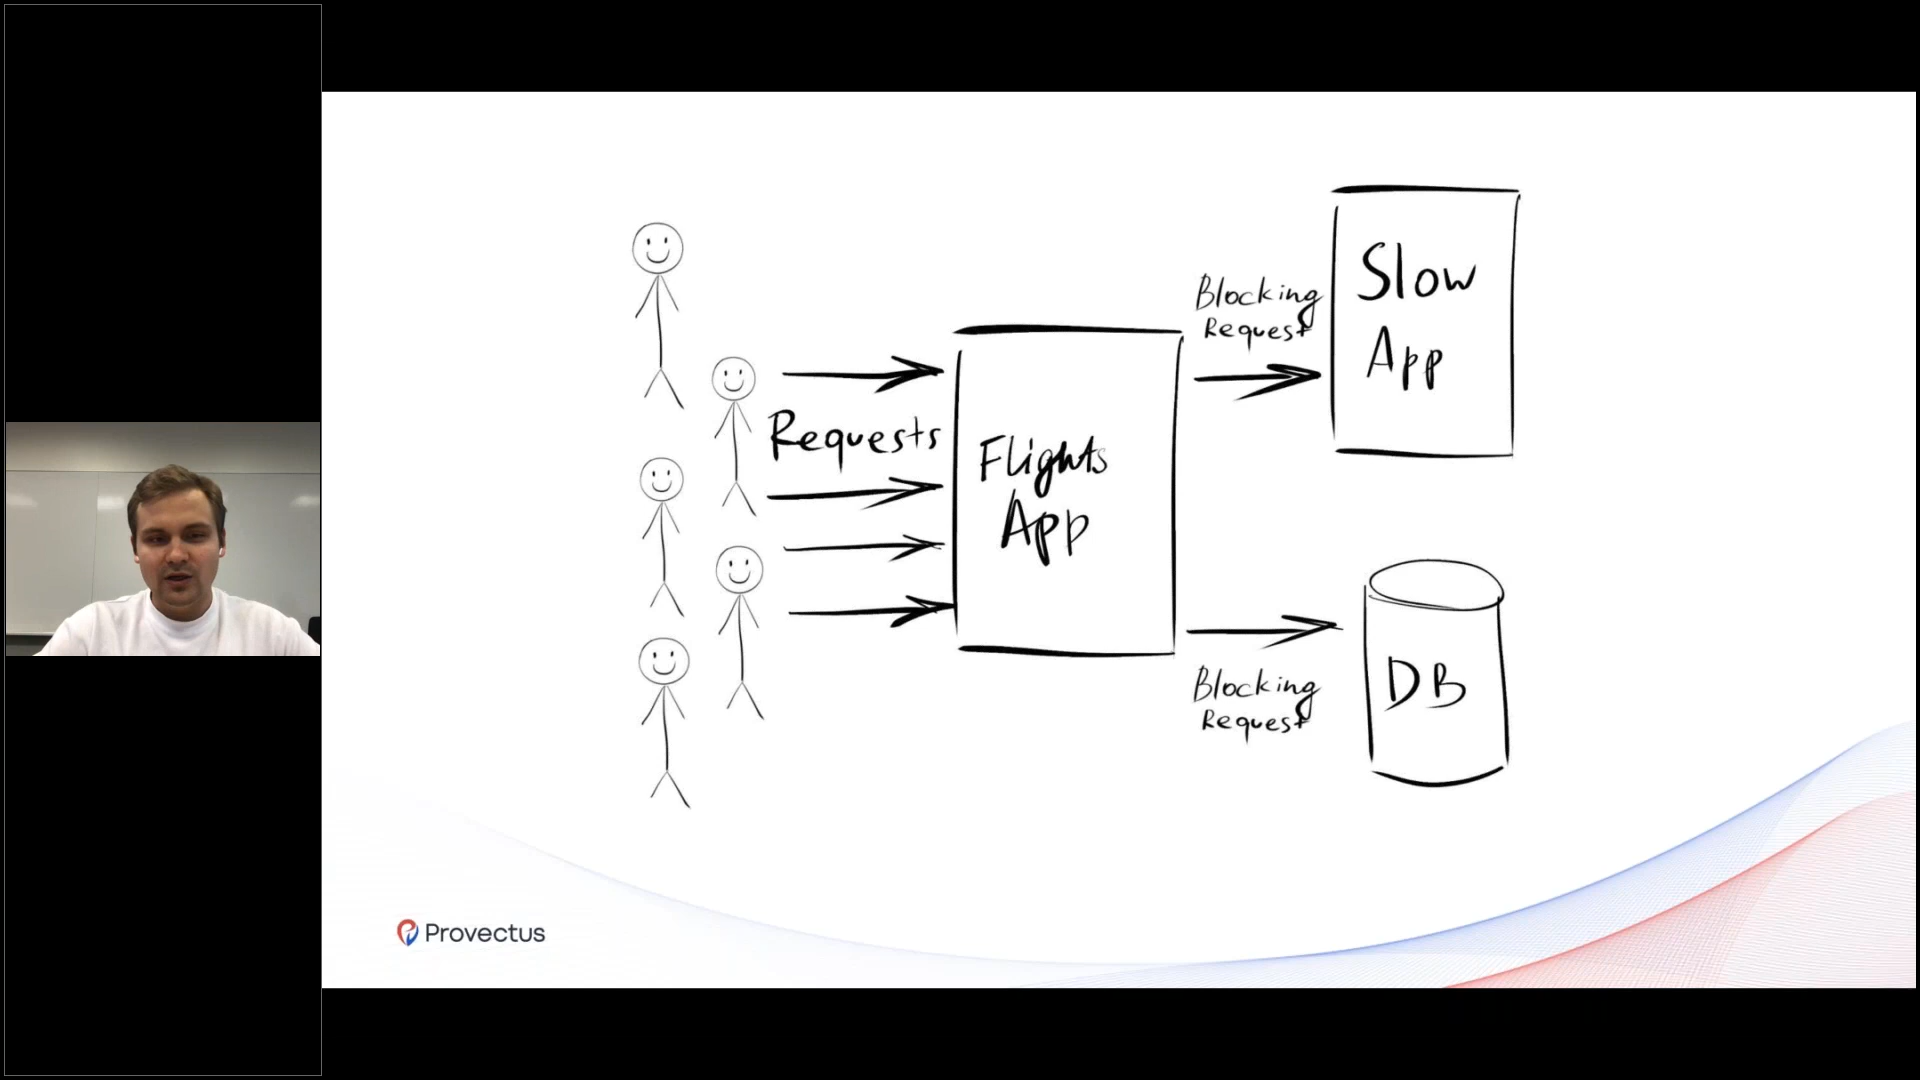 Requests
Flights
App
Blocking
Request
Slow
App
Blocking
Request
DB
Provectus